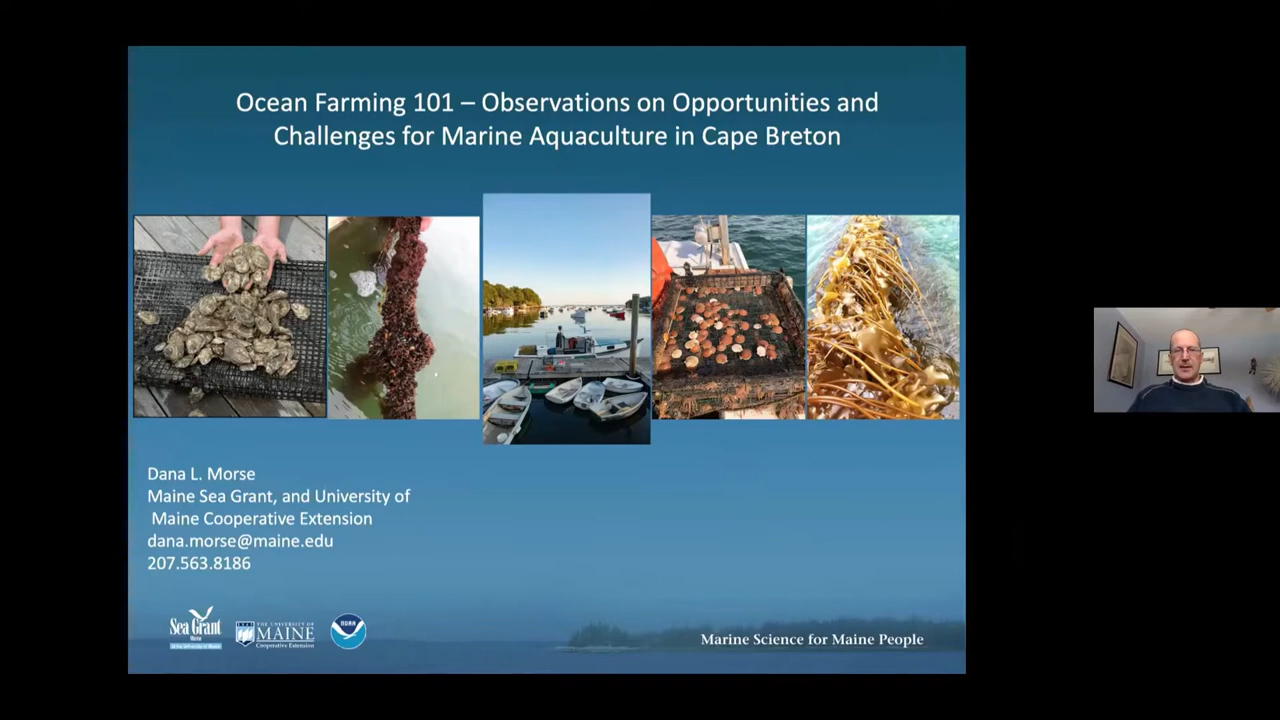 Ocean Farming 101 – Observations on Opportunities and
Challenges for Marine Aquaculture in Cape Breton
Dana L. Morse
Maine Sea Grant, and University of
Maine Cooperative Extension
dana.morse@maine.edu
207.563.8186
Sea Grant
Maine
THE UNIVERSITY OF
MAINE
Cooperative Extension
NOAA
Marine Science for Maine People